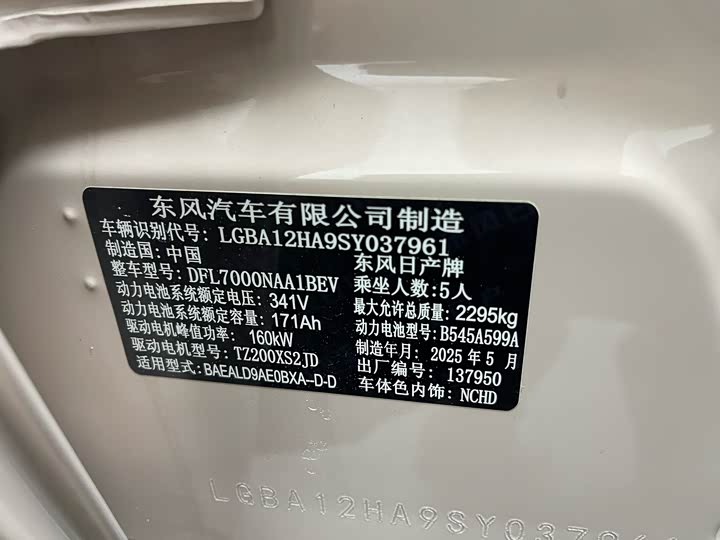 东风汽车有限公司制造
车辆识别代号: LGBA12HA9SY037961
制造国: 中国 东风日产牌
整车型号: DFL7000NAA1BEV 乘坐人数: 5人
动力电池系统额定电压: 341V 最大允许总质量: 2295kg
动力电池系统额定容量: 171Ah 动力电池型号: B545A599A
驱动电机峰值功率: 160kW 制造年月: 2025 年 5 月
驱动电机型号: TZ200XS2JD 出厂编号: 137950
适用型式: BAEALD9AE0BXA-D-D 车体色内饰: NCHD
LGBA12HA9SY037961